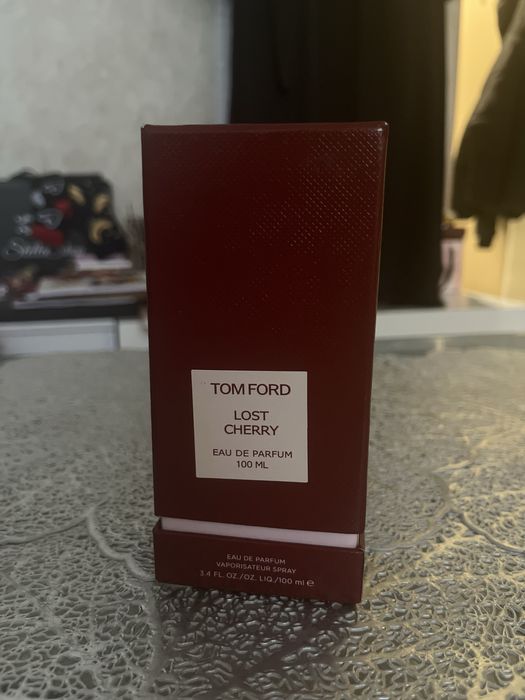 TOM FORD
LOST
CHERRY
EAU DE PARFUM
100 ML
EAU DE PARFUM
VAPORISATEUR SPRAY
3.4 FL. OZ./OZ. LIQ./100 ml ℮